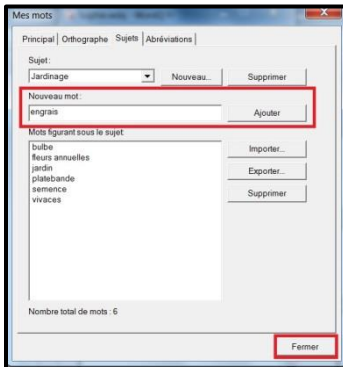 Mes mots
Principal Orthographe Sujets Abréviations
Sujet:
Jardinage Nouveau... Supprimer
Nouveau mot:
engrais Ajouter
Mots figurant sous le sujet
bulbe Importer...
fleurs annuelles
jardin Exporter...
platebande
semence Supprimer
vivaces
Nombre total de mots : 6
Fermer